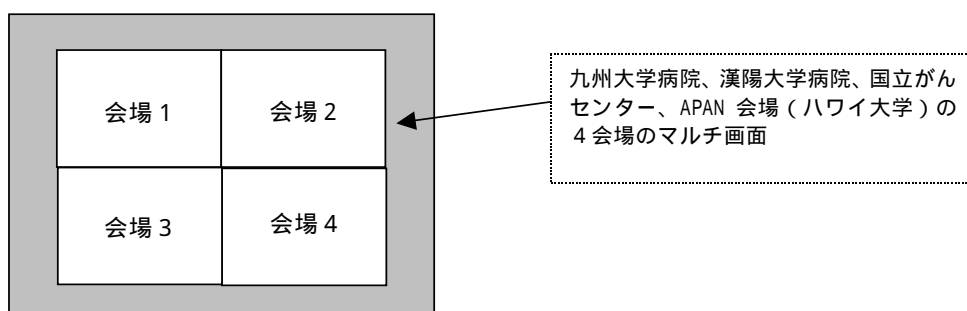 会場 1
会場 2
会場 3
会場 4
九州大学病院、漢陽大学病院、国立がん
センター、APAN 会場（ハワイ大学）の
４会場のマルチ画面